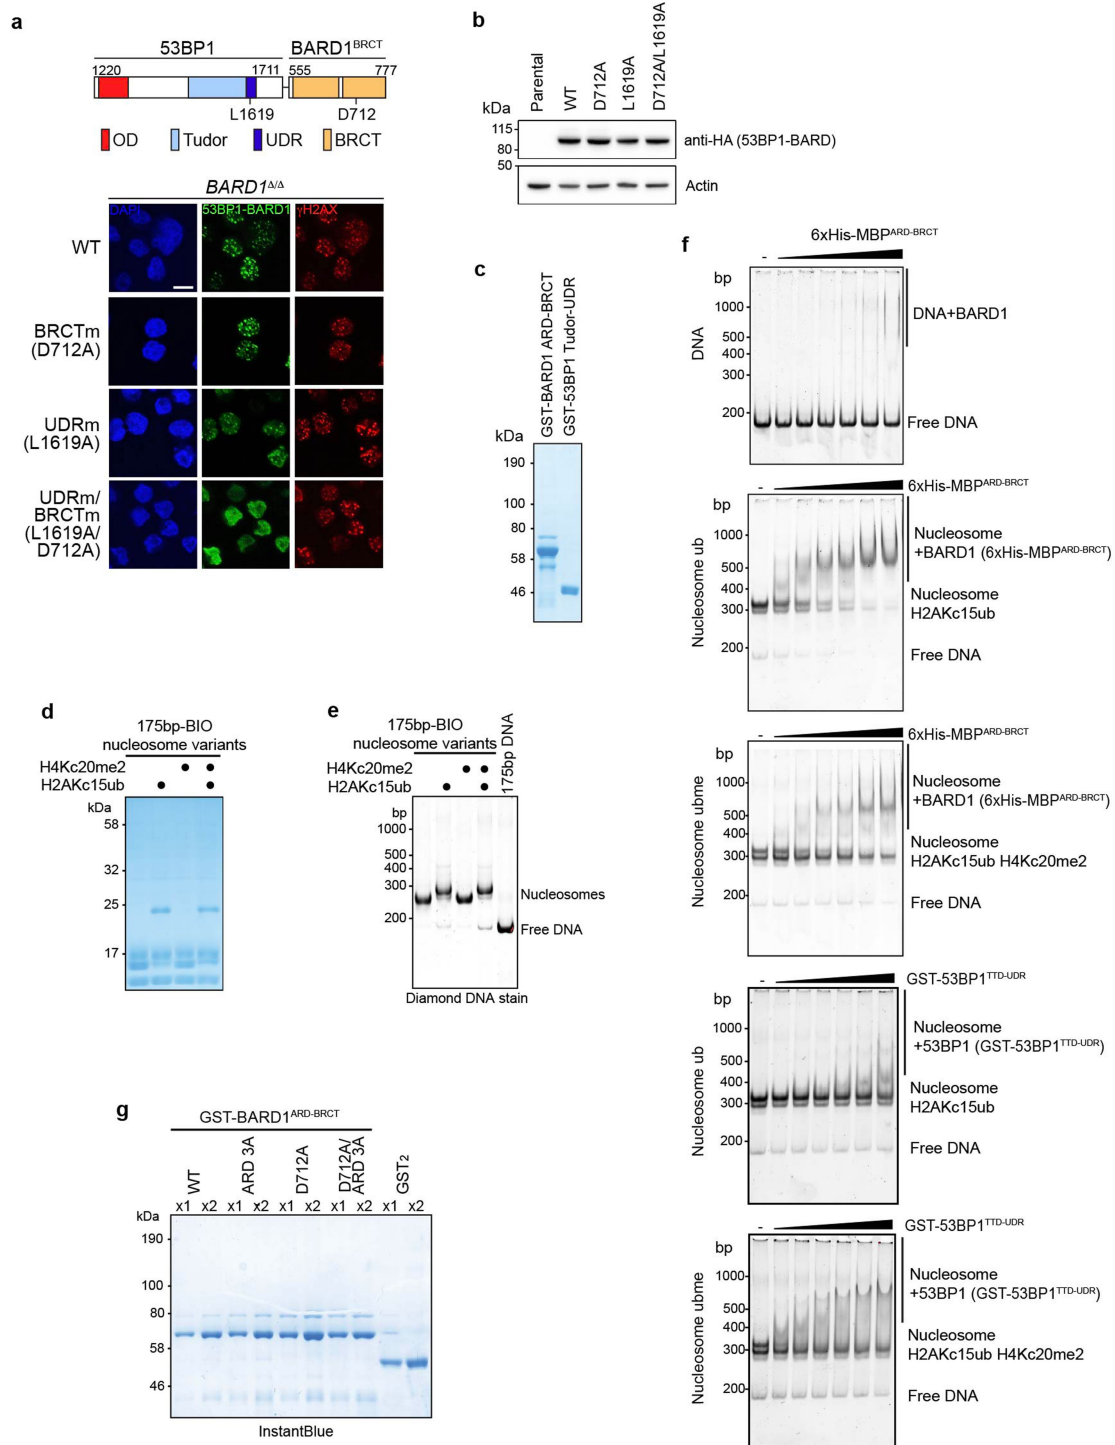 a
53BP1 BARD1BRCT
1220 1711 555 777
L1619 D712
OD Tudor UDR BRCT
BARD1Δ/Δ
DAPI 53BP1-BARD1 γH2AX
WT
BRCTm
(D712A)
UDRm
(L1619A)
UDRm/
BRCTm
(L1619A/
D712A)
b
Parental
WT
D712A
L1619A
D712A/L1619A
kDa
115
80
anti-HA (53BP1-BARD)
50
Actin
c
GST-BARD1 ARD-BRCT
GST-53BP1 Tudor-UDR
kDa
190
100
80
58
46
d
175bp-BIO
nucleosome variants
H4Kc20me2
H2AKc15ub
kDa
58
32
25
17
e
175bp-BIO
nucleosome variants
175bp DNA
H4Kc20me2
H2AKc15ub
bp
1000
500
400
300
200
Nucleosomes
Free DNA
Diamond DNA stain
f
6xHis-MBPARD-BRCT
-
bp
DNA
1000
500
400
300
200
DNA+BARD1
Free DNA
6xHis-MBPARD-BRCT
-
bp
Nucleosome ub
1000
500
400
300
200
Nucleosome
+BARD1 (6xHis-MBPARD-BRCT)
Nucleosome
H2AKc15ub
Free DNA
6xHis-MBPARD-BRCT
-
bp
Nucleosome ubme
1000
500
400
300
200
Nucleosome
+BARD1 (6xHis-MBPARD-BRCT)
Nucleosome
H2AKc15ub H4Kc20me2
Free DNA
GST-53BP1TTD-UDR
-
bp
Nucleosome ub
1000
500
400
300
200
Nucleosome
+53BP1 (GST-53BP1TTD-UDR)
Nucleosome
H2AKc15ub
Free DNA
GST-53BP1TTD-UDR
-
bp
Nucleosome ubme
1000
500
400
300
200
Nucleosome
+53BP1 (GST-53BP1TTD-UDR)
Nucleosome
H2AKc15ub H4Kc20me2
Free DNA
g
GST-BARD1ARD-BRCT
WT
ARD 3A
D712A
D712A/
ARD 3A
GST2
x1 x2 x1 x2 x1 x2 x1 x2 x1 x2
kDa
190
100
80
58
46
InstantBlue